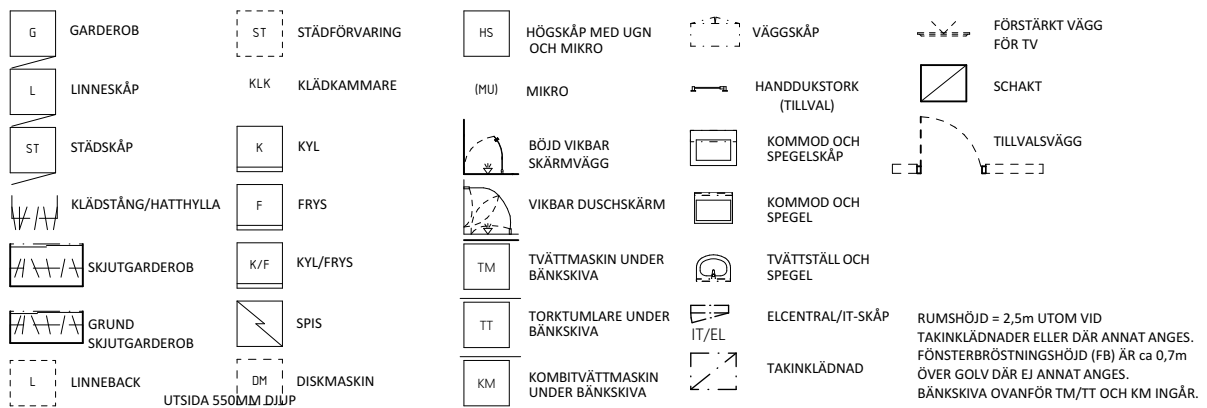 G
GARDEROB
L
LINNESKÅP
ST
STÄDSKÅP
KLÄDSTÅNG/HATTHYLLA
SKJUTGARDEROB
GRUND
SKJUTGARDEROB
L
LINNEBACK
UTSIDA 550MM DJUP
ST
STÄDFÖRVARING
KLK
KLÄDKAMMARE
K
KYL
F
FRYS
K/F
KYL/FRYS
SPIS
DM
DISKMASKIN
HS
HÖGSKÅP MED UGN
OCH MIKRO
(MU)
MIKRO
BÖJD VIKBAR
SKÄRMVÄGG
VIKBAR DUSCHSKÄRM
TM
TVÄTTMASKIN UNDER
BÄNKSKIVA
TT
TORKTUMLARE UNDER
BÄNKSKIVA
KM
KOMBITVÄTTMASKIN
UNDER BÄNKSKIVA
VÄGGSKÅP
HANDDUKSTORK
(TILLVAL)
KOMMOD OCH
SPEGELSKÅP
KOMMOD OCH
SPEGEL
TVÄTTSTÄLL OCH
SPEGEL
IT/EL
ELCENTRAL/IT-SKÅP
TAKINKLÄDNAD
FÖRSTÄRKT VÄGG
FÖR TV
SCHAKT
TILLVALSVÄGG
RUMSHÖJD = 2,5m UTOM VID
TAKINKLÄDNADER ELLER DÄR ANNAT ANGES.
FÖNSTERBRÖSTNINGSHÖJD (FB) ÄR ca 0,7m
ÖVER GOLV DÄR EJ ANNAT ANGES.
BÄNKSKIVA OVANFÖR TM/TT OCH KM INGÅR.